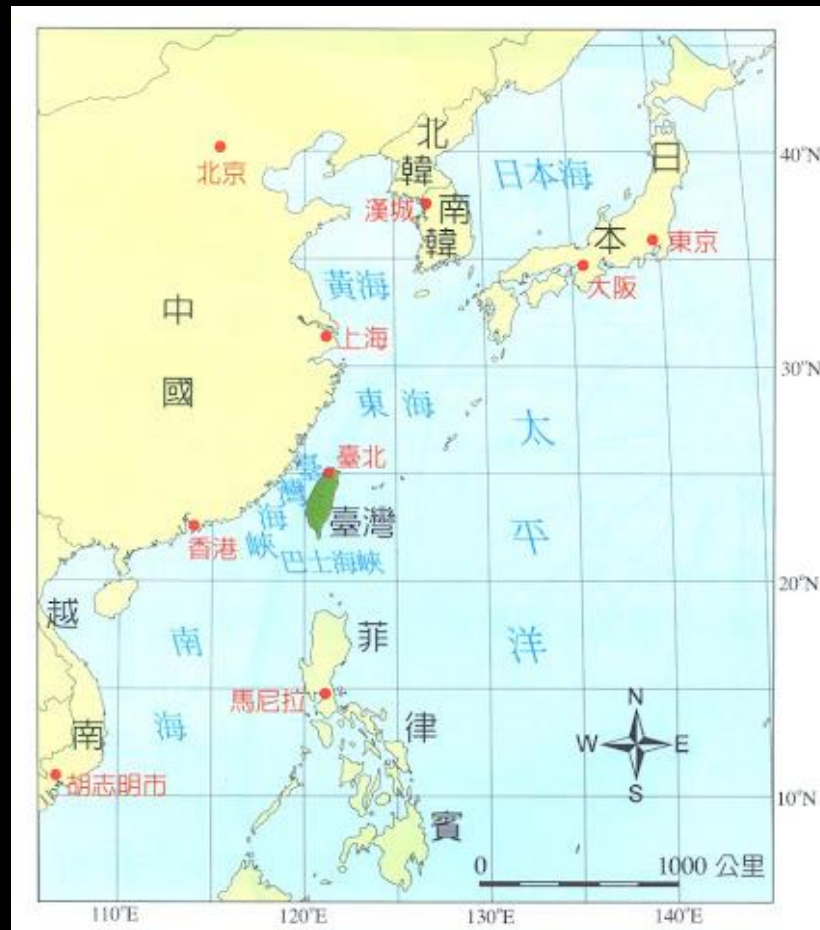 北韓
日本海
日本
40°N
北京
漢城
南韓
東京
大阪
黃海
中國
上海
30°N
東海
太平洋
臺北
臺灣海峽
臺灣
香港
巴士海峽
20°N
越南
南海
菲律賓
馬尼拉
N
W
E
S
胡志明市
10°N
0
1000 公里
110°E
120°E
130°E
140°E